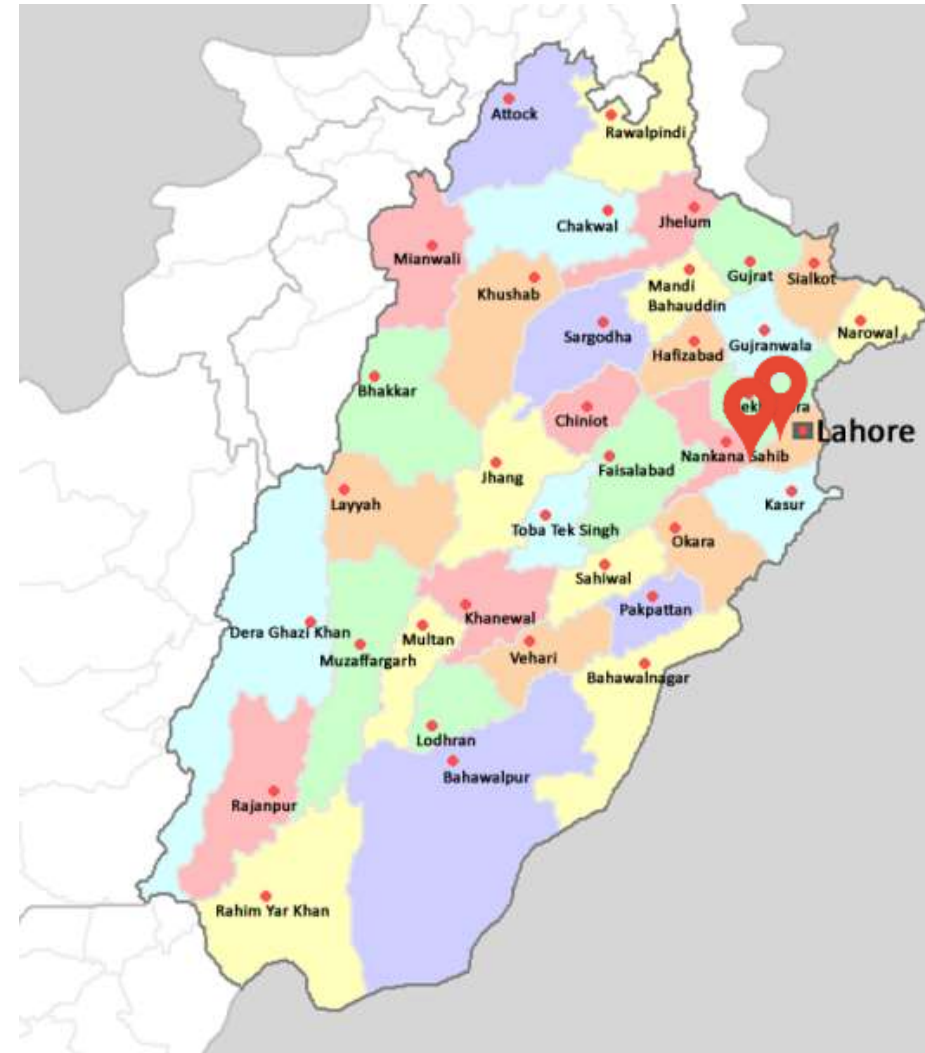 Attock
Rawalpindi
Chakwal
Jhelum
Mianwali
Khushab
Mandi
Bahauddin
Gujrat
Sialkot
Sargodha
Hafizabad
Gujranwala
Narowal
Bhakkar
Chiniot
Lahore
Jhang
Faisalabad
Nankana Sahib
Layyah
Toba Tek Singh
Kasur
Okara
Sahiwal
Pakpattan
Khanewal
Dera Ghazi Khan
Muzaffargarh
Multan
Vehari
Bahawalnagar
Lodhran
Bahawalpur
Rajanpur
Rahim Yar Khan